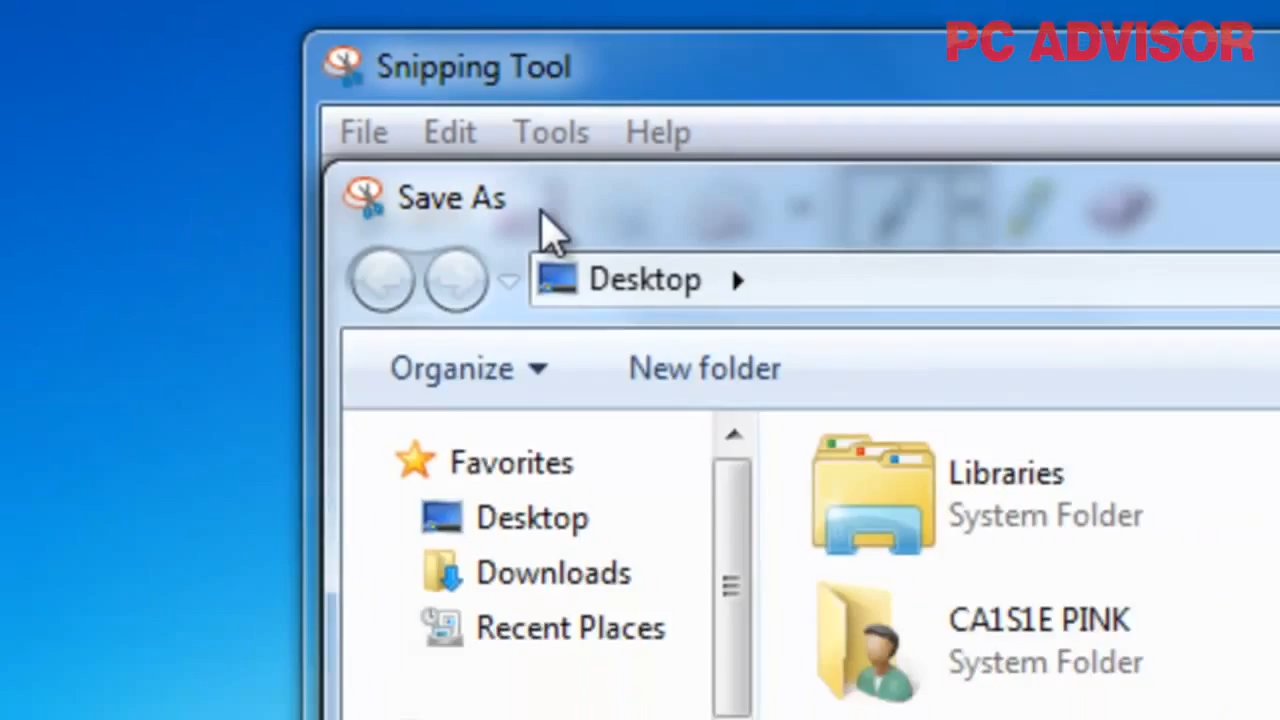 PC ADVISOR
Snipping Tool
File Edit Tools Help
Save As
Desktop
Organize New folder
Favorites
Desktop
Downloads
Recent Places
Libraries
System Folder
CA1S1E PINK
System Folder